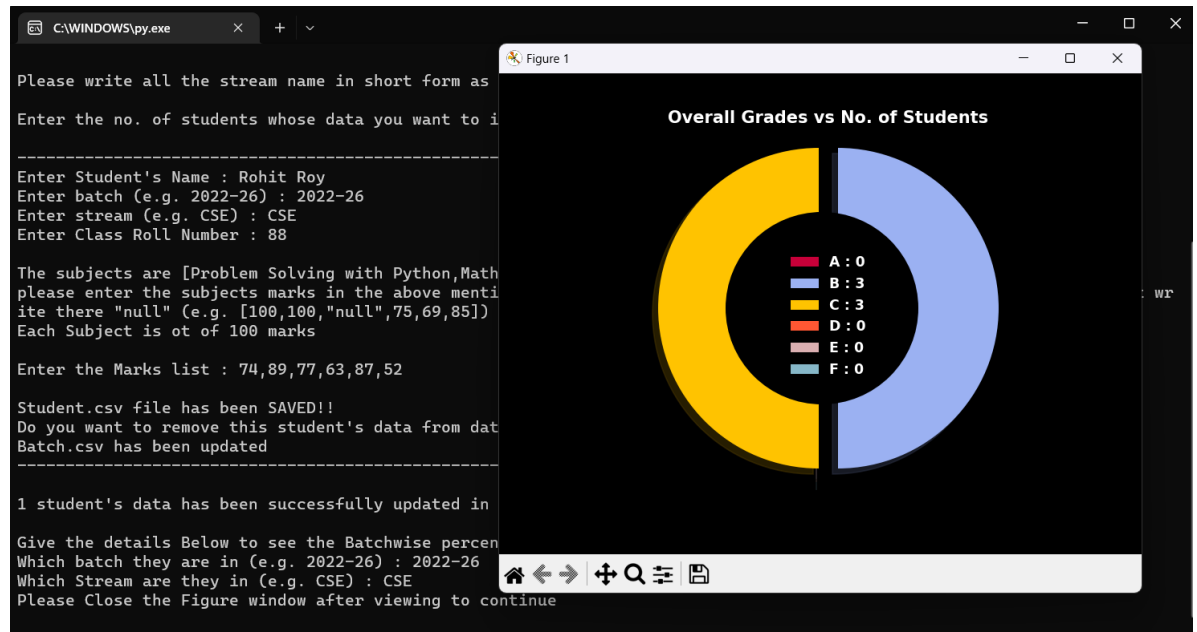 C:\WINDOWS\py.exe
Please write all the stream name in short form as
Enter the no. of students whose data you want to i
Enter Student's Name : Rohit Roy
Enter batch (e.g. 2022-26) : 2022-26
Enter stream (e.g. CSE) : CSE
Enter Class Roll Number : 88
The subjects are [Problem Solving with Python,Math
please enter the subjects marks in the above menti : wr
ite there "null" (e.g. [100,100,"null",75,69,85])
Each Subject is ot of 100 marks
Enter the Marks list : 74,89,77,63,87,52
Student.csv file has been SAVED!!
Do you want to remove this student's data from dat
Batch.csv has been updated
1 student's data has been successfully updated in
Give the details Below to see the Batchwise percen
Which batch they are in (e.g. 2022-26) : 2022-26
Which Stream are they in (e.g. CSE) : CSE
Please Close the Figure window after viewing to continue
Figure 1
Overall Grades vs No. of Students
A : 0
B : 3
C : 3
D : 0
E : 0
F : 0